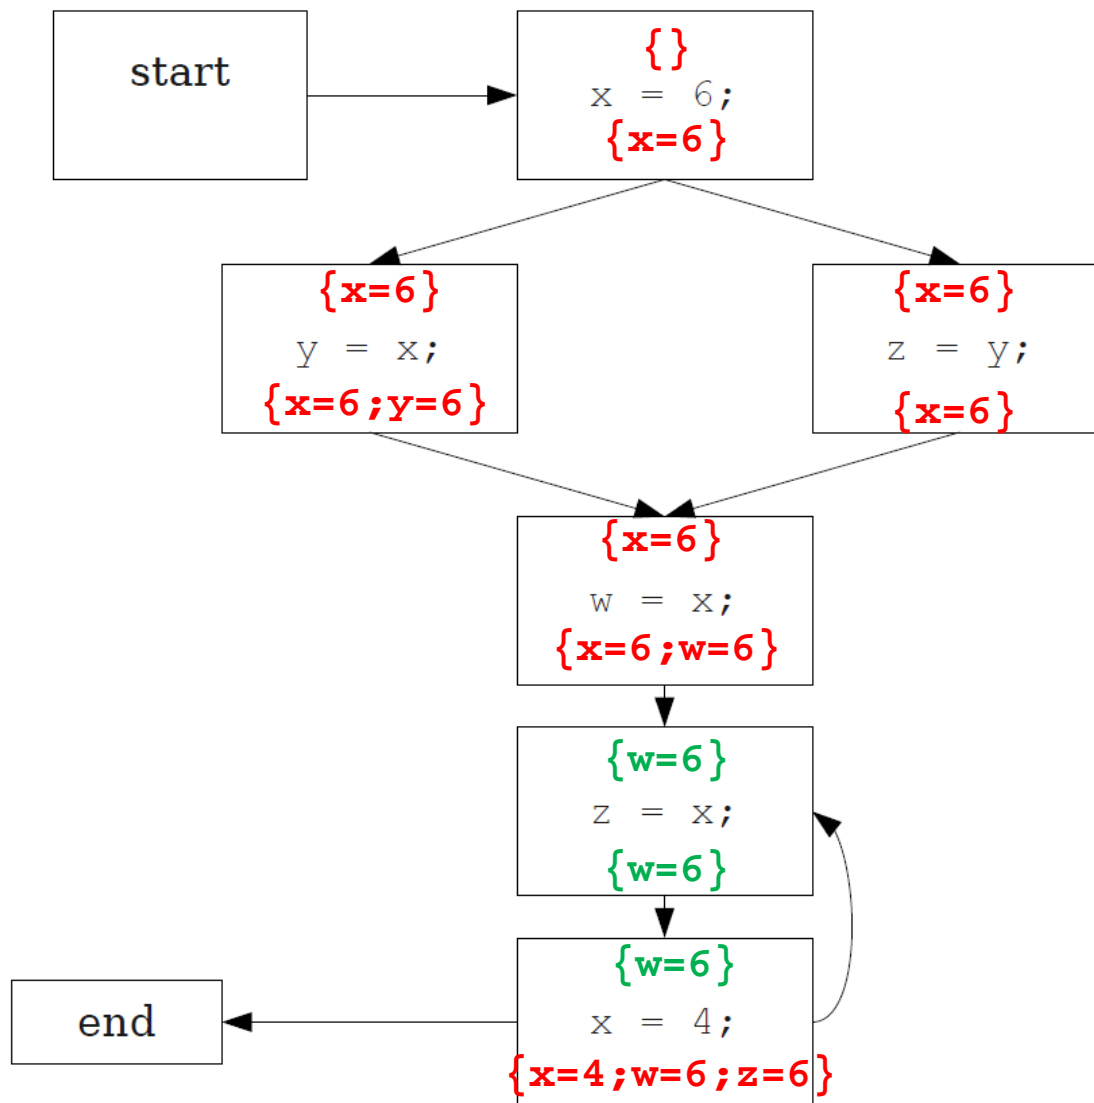 start
{}
x = 6;
{x=6}
{x=6}
y = x;
{x=6;y=6}
{x=6}
z = y;
{x=6}
{x=6}
w = x;
{x=6;w=6}
{w=6}
z = x;
{w=6}
{w=6}
x = 4;
{x=4;w=6;z=6}
end